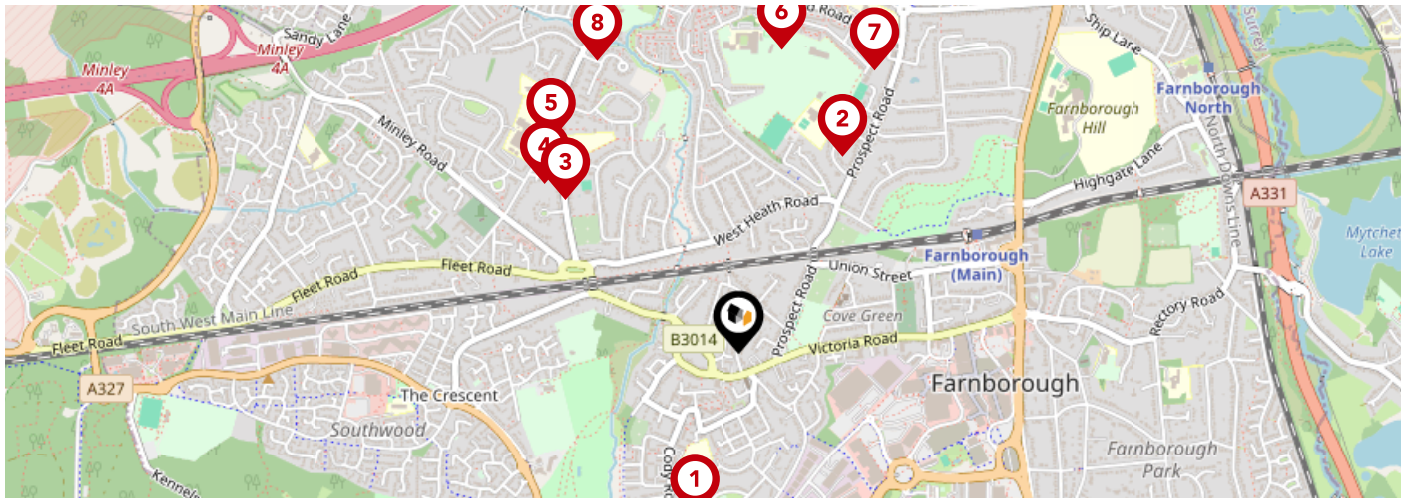 Sandy Lane
8
6
d Road
7
Ship Lane
Surrey
Minley
4A
Minley
4A
Farnborough
North
5
Farnborough
Hill
2
Minley Road
4
3
Prospect Road
North Downs Line
Highgate Lane
A331
West Heath Road
Mytchet
Lake
Farnborough
(Main)
Union Street
Fleet Road
Fleet Road
South West Main Line
Fleet Road
Prospect Road
Cove Green
Rectory Road
B3014
Victoria Road
A327
The Crescent
Farnborough
Southwood
Farnborough
Park
Cody Ro
1
Kennels